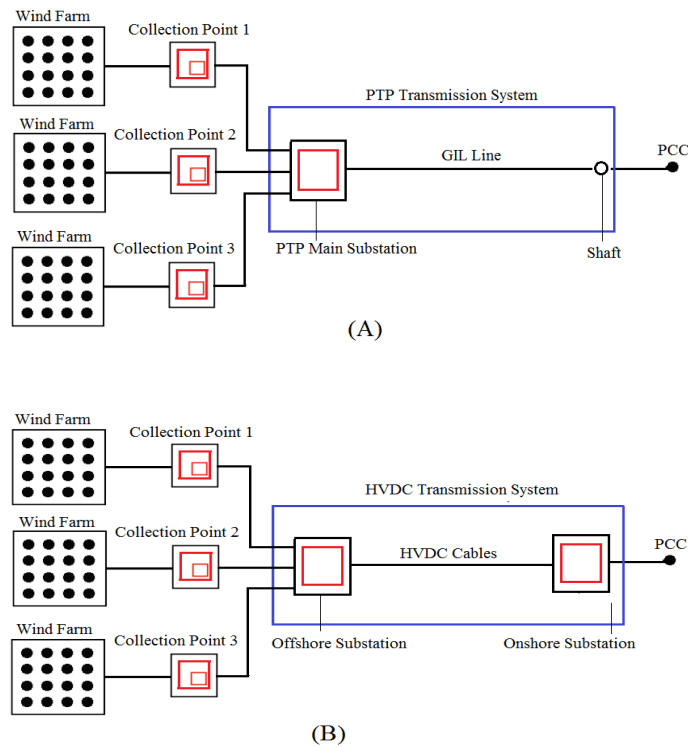 Wind Farm
Collection Point 1
PTP Transmission System
Wind Farm
Collection Point 2
GIL Line
PCC
Wind Farm
Collection Point 3
PTP Main Substation
Shaft
(A)
Wind Farm
Collection Point 1
HVDC Transmission System
Wind Farm
Collection Point 2
HVDC Cables
PCC
Wind Farm
Collection Point 3
Offshore Substation
Onshore Substation
(B)